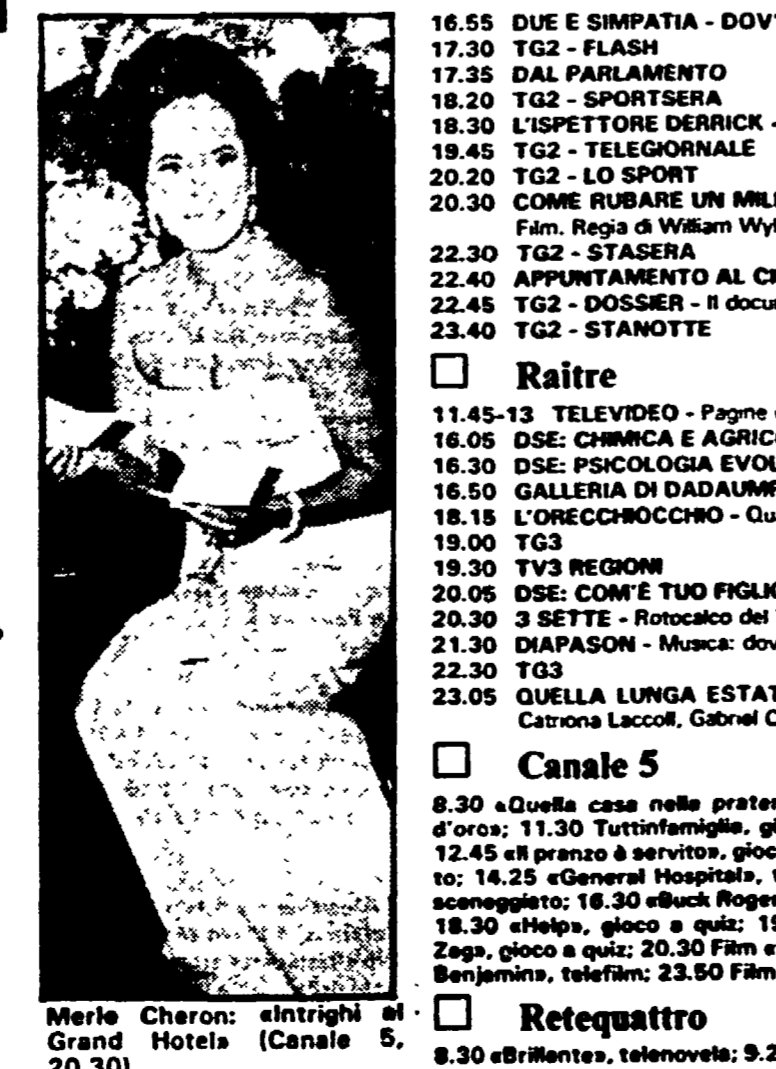 16.55 DUE E SIMPATIA - DOV'
17.30 TG2 - FLASH
17.35 DAL PARLAMENTO
18.20 TG2 - SPORTSERA
18.30 L'ISPETTORE DERRICK -
19.45 TG2 - TELEGIORNALE
20.20 TG2 - LO SPORT
20.30 COME RUBARE UN MIL
Film. Regia di William Wyl
22.30 TG2 - STASERA
22.40 APPUNTAMENTO AL CI
22.45 TG2 - DOSSIER - Il docu
23.40 TG2 - STANOTTE
Raitre
11.45-13 TELEVIDEO - Pagine
16.05 DSE: CHIMICA E AGRIC
16.30 DSE: PSICOLOGIA EVOL
16.50 GALLERIA DI DADAUMP
18.15 L'ORECCHIOCCHIO - Qu
19.00 TG3
19.30 TV3 REGIONI
20.05 DSE: COM'È TUO FIGLIO
20.30 3 SETTE - Rotocalco del
21.30 DIAPASON - Musica: dov
22.30 TG3
23.05 QUELLA LUNGA ESTAT
Catriona Laccoll, Gabriel C
Canale 5
8.30 «Quella casa nella prater
d'oro»; 11.30 Tuttinfamiglia, gi
12.45 «Il pranzo è servito», gioc
to; 14.25 «General Hospital», t
sceneggiato; 16.30 «Buck Roger
18.30 «Help», gioco a quiz; 19
Zag», gioco a quiz; 20.30 Film «
Benjamin», telefilm; 23.50 Film
Retequattro
8.30 «Brillante», telenovela; 9.2
Merle Cheron: «Intrighi al
Grand Hotel» (Canale 5,
20.30)